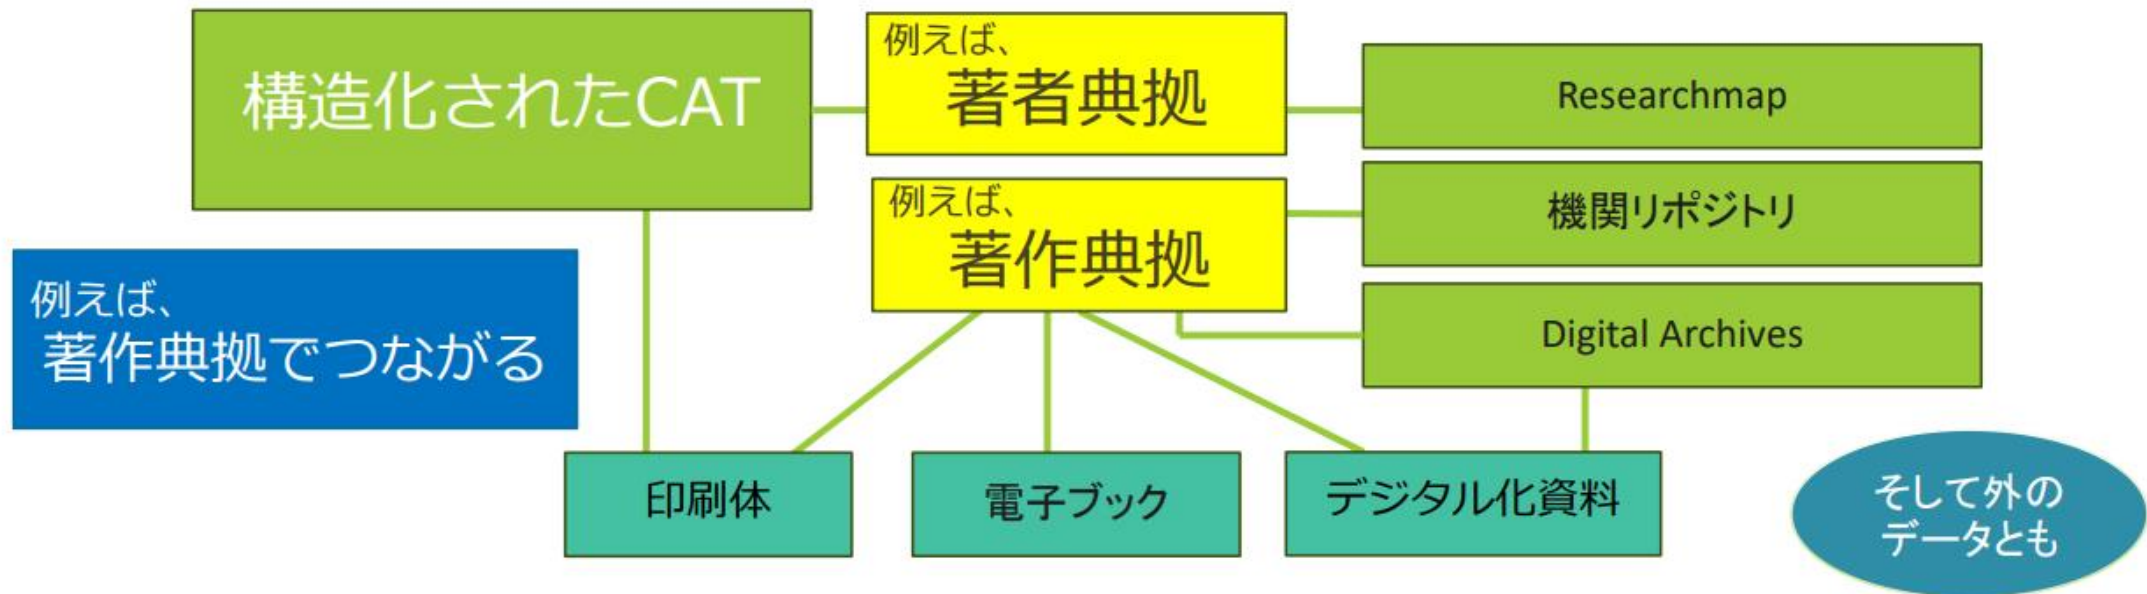 構造化されたCAT
例えば、
著者典拠
Researchmap
例えば、
著作典拠
機関リポジトリ
例えば、
著作典拠でつながる
Digital Archives
印刷体
電子ブック
デジタル化資料
そして外の
データとも